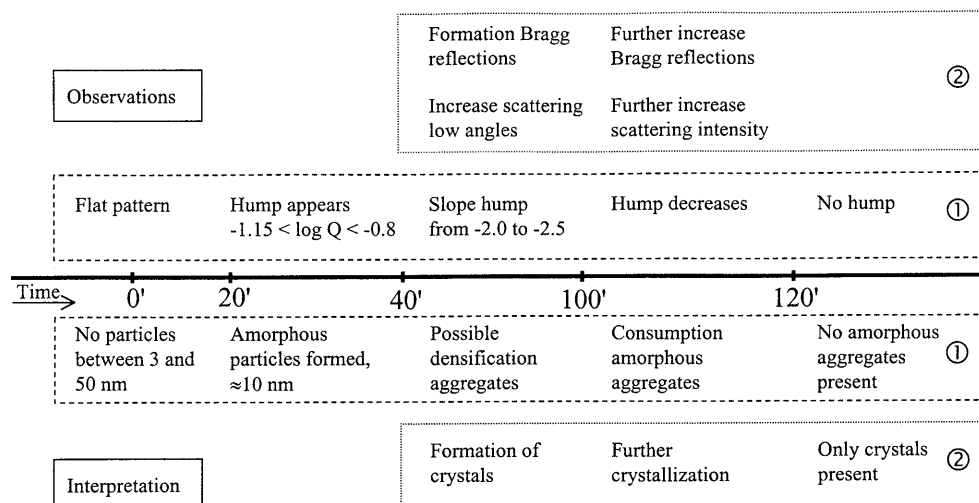 Formation Bragg
reflections
Further increase
Bragg reflections
②
Observations
Increase scattering
low angles
Further increase
scattering intensity
Flat pattern
Hump appears
-1.15 < log Q < -0.8
Slope hump
from -2.0 to -2.5
Hump decreases
No hump
①
Time
0'
20'
40'
100'
120'
No particles
between 3 and
50 nm
Amorphous
particles formed,
≈10 nm
Possible
densification
aggregates
Consumption
amorphous
aggregates
No amorphous
aggregates
present
①
Formation of
crystals
Further
crystallization
Only crystals
present
②
Interpretation